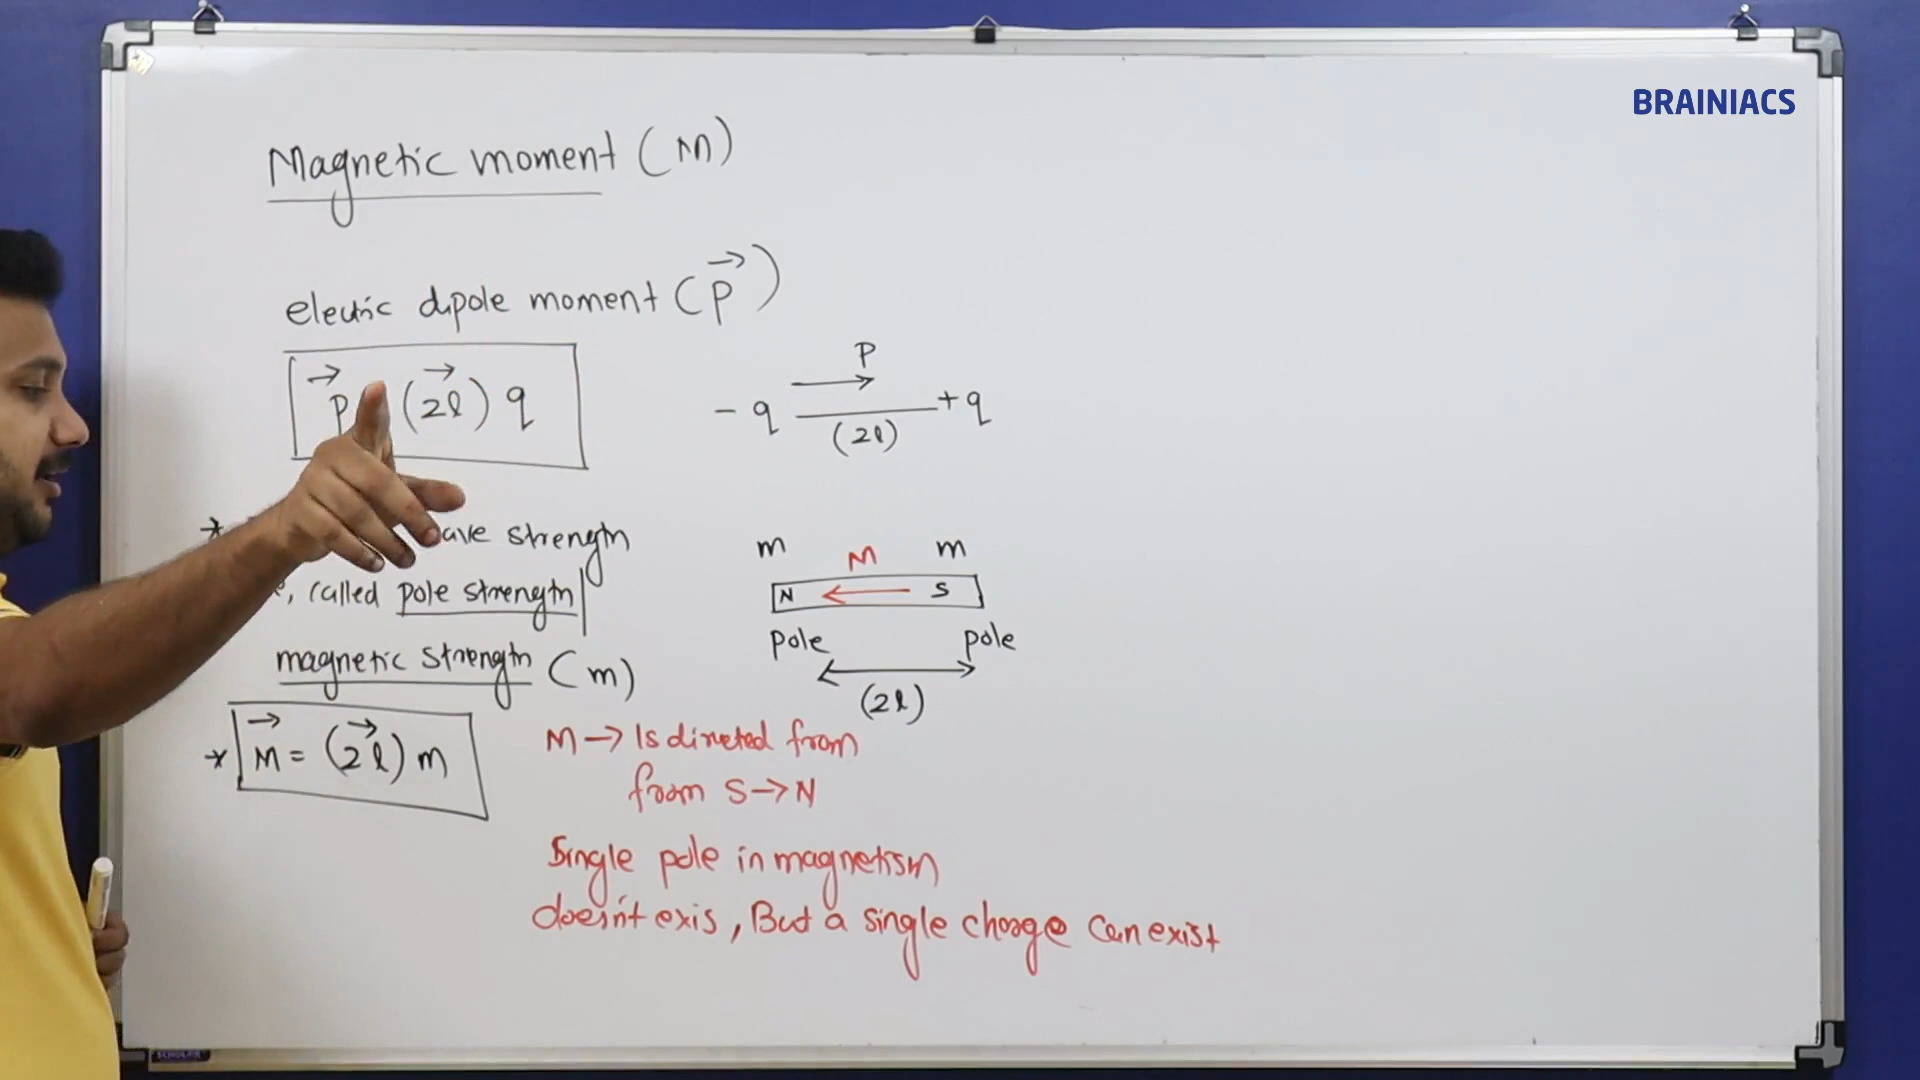 BRAINIACS
Magnetic moment (M)
electric dipole moment (p⃗)
p⃗ (2l⃗) q
P
- q +q
(2l)
* ave strength
, called pole strength
magnetic strength (m)
* M⃗ = (2l⃗) m
m M m
N S
pole pole
(2l)
M → Is directed from
from S → N
Single pole in magnetism
doesn't exis, But a single charge can exist